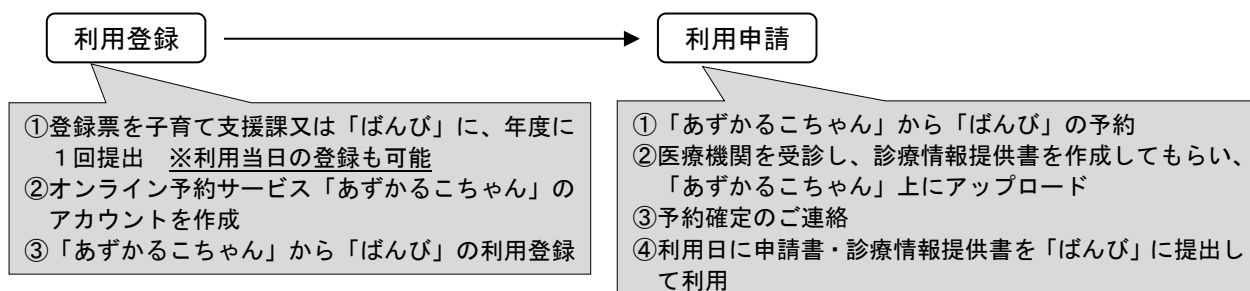 利用登録
①登録票を子育て支援課又は「ばんび」に、年度に
１回提出　※利用当日の登録も可能
②オンライン予約サービス「あずかるこちゃん」の
アカウントを作成
③「あずかるこちゃん」から「ばんび」の利用登録
利用申請
①「あずかるこちゃん」から「ばんび」の予約
②医療機関を受診し、診療情報提供書を作成してもらい、
「あずかるこちゃん」上にアップロード
③予約確定のご連絡
④利用日に申請書・診療情報提供書を「ばんび」に提出し
て利用